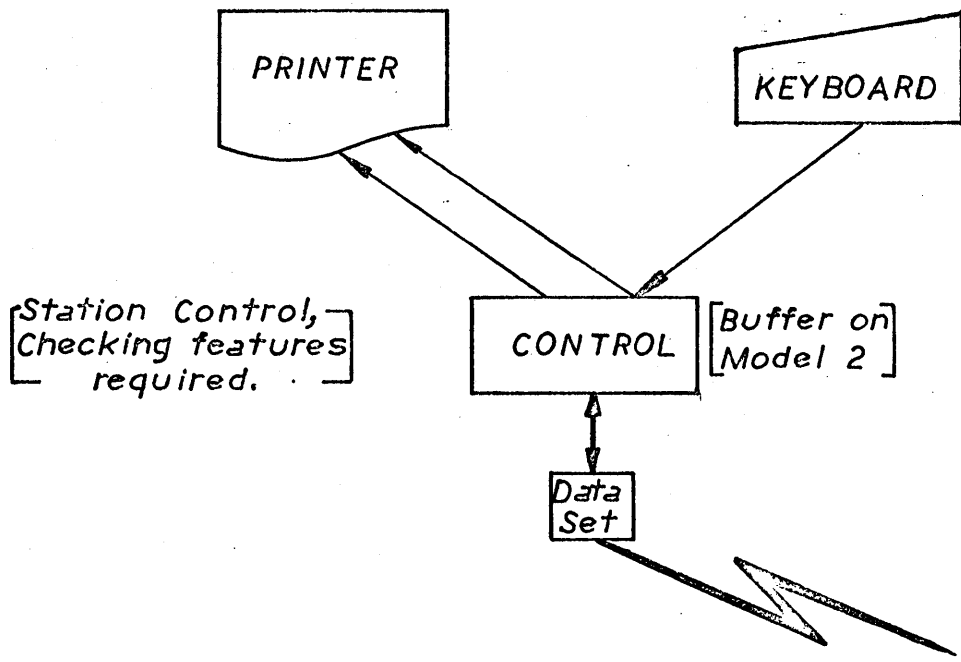 PRINTER
KEYBOARD
[Station Control,
Checking features
required.]
CONTROL
[Buffer on
Model 2]
Data
Set